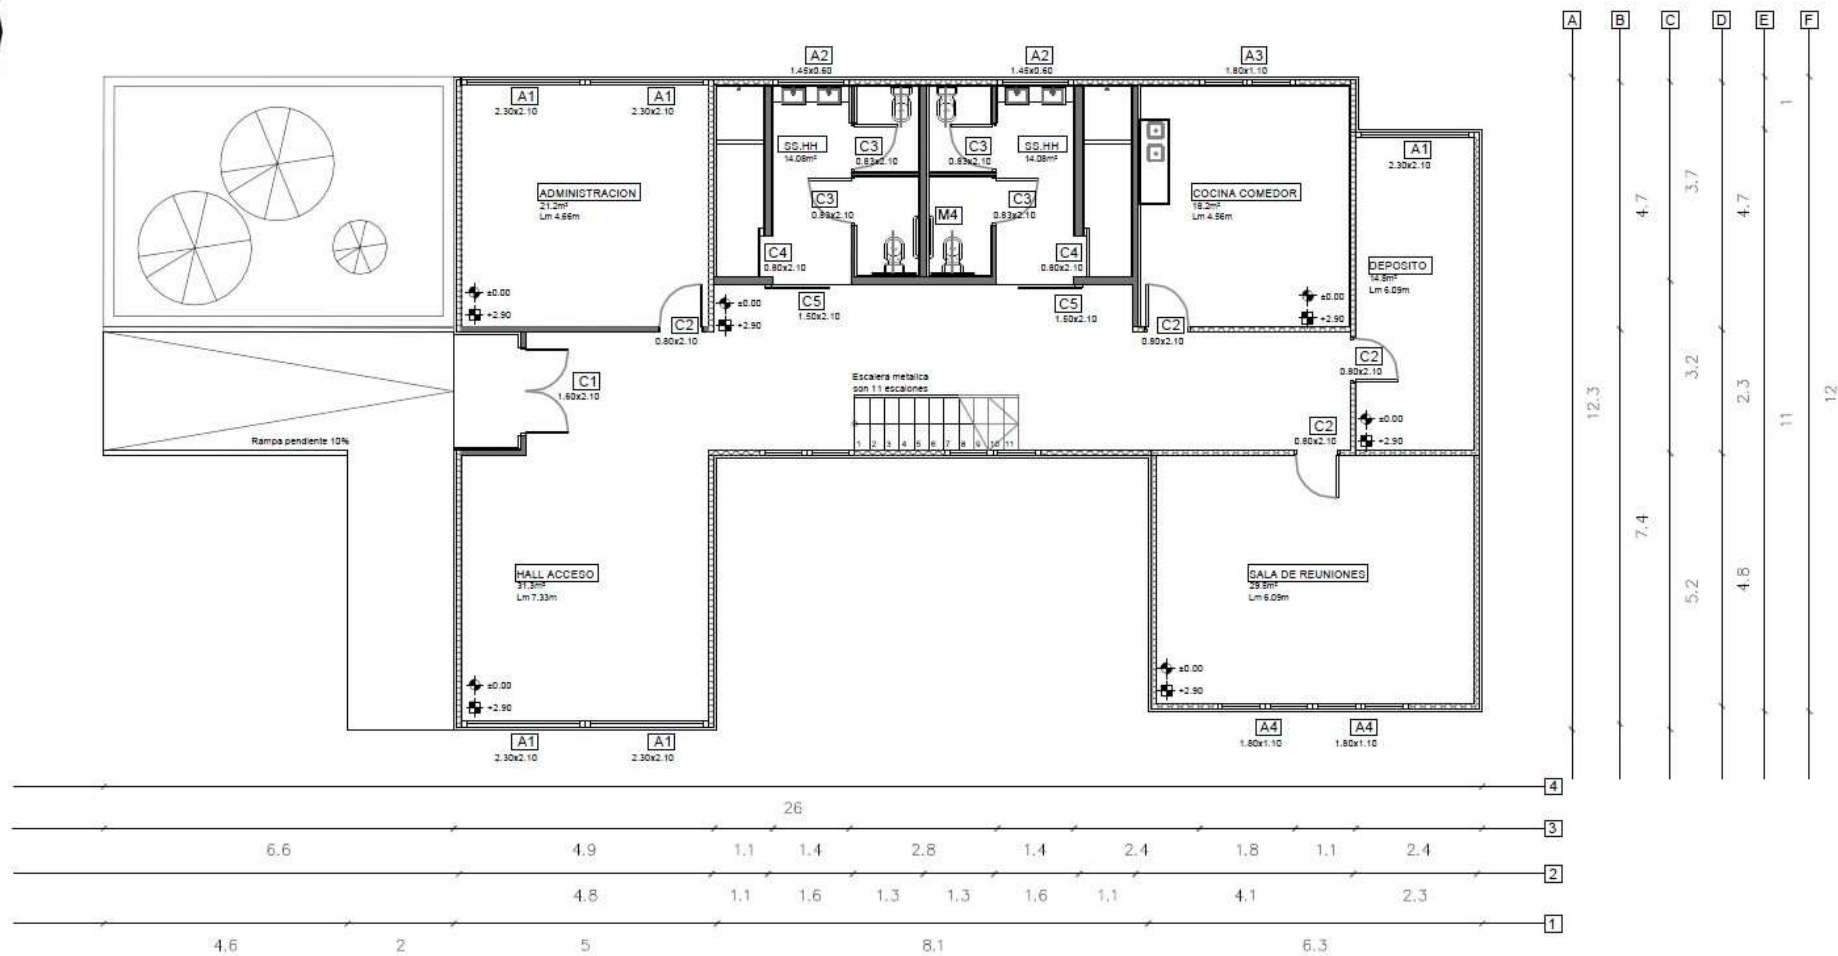 A B C D E F
A2
1.45x0.60
A2
1.45x0.60
A3
1.80x1.10
A1
2.30x2.10
A1
2.30x2.10
SS.HH
14.08m²
C3
0.83x2.10
C3
0.83x2.10
SS.HH
14.08m²
A1
2.30x2.10
ADMINISTRACION
21.2m²
Lm 4.66m
C3
0.83x2.10
M4
C3
0.83x2.10
COCINA COMEDOR
18.2m²
Lm 4.56m
C4
0.80x2.10
C4
0.80x2.10
DEPOSITO
14.8m²
Lm 6.09m
±0.00
+2.90
C2
0.80x2.10
±0.00
+2.90
C5
1.50x2.10
C5
1.50x2.10
C2
0.80x2.10
±0.00
+2.90
C1
1.60x2.10
Escalera metalica
son 11 escalones
1 2 3 4 5 6 7 8 9 10 11
C2
0.80x2.10
C2
0.80x2.10
±0.00
+2.90
Rampa pendiente 10%
HALL ACCESO
31.3m²
Lm 7.33m
SALA DE REUNIONES
29.5m²
Lm 6.09m
±0.00
+2.90
±0.00
+2.90
A1
2.30x2.10
A1
2.30x2.10
A4
1.80x1.10
A4
1.80x1.10
12.3
4.7
7.4
3.7
3.2
5.2
4.7
2.3
4.8
1
11
12
4
26
3
6.6 4.9 1.1 1.4 2.8 1.4 2.4 1.8 1.1 2.4
2
4.8 1.1 1.6 1.3 1.3 1.6 1.1 4.1 2.3
1
4.6 2 5 8.1 6.3